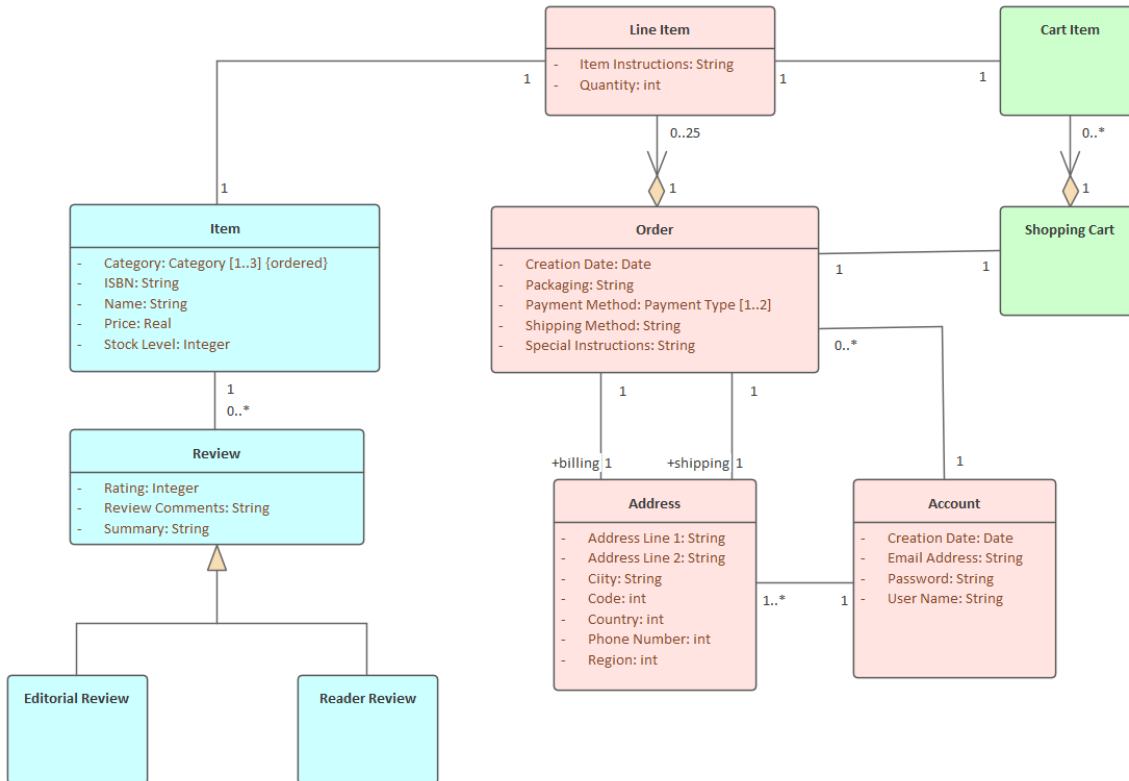 Line Item
- Item Instructions: String
- Quantity: int
Cart Item
1
1
1
1
0..25
0..*
1
1
1
Item
- Category: Category [1..3] {ordered}
- ISBN: String
- Name: String
- Price: Real
- Stock Level: Integer
Order
- Creation Date: Date
- Packaging: String
- Payment Method: Payment Type [1..2]
- Shipping Method: String
- Special Instructions: String
Shopping Cart
1
1
0..*
1
0..*
1
1
Review
- Rating: Integer
- Review Comments: String
- Summary: String
+billing 1
+shipping 1
1
Address
- Address Line 1: String
- Address Line 2: String
- Ciity: String
- Code: int
- Country: int
- Phone Number: int
- Region: int
1..*
1
Account
- Creation Date: Date
- Email Address: String
- Password: String
- User Name: String
Editorial Review
Reader Review